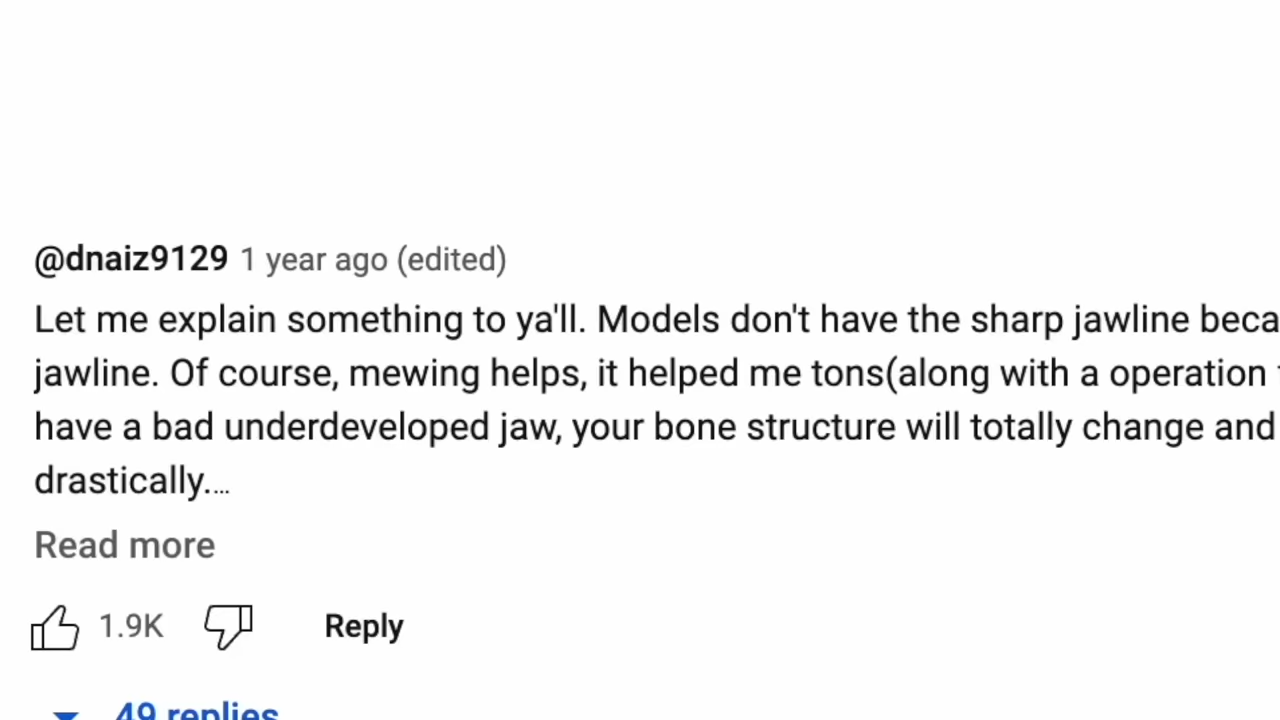 @dnaiz9129 1 year ago (edited)
Let me explain something to ya'll. Models don't have the sharp jawline
jawline. Of course, mewing helps, it helped me tons(along with a operation
have a bad underdeveloped jaw, your bone structure will totally change and
drastically....
Read more
1.9K Reply
49 replies